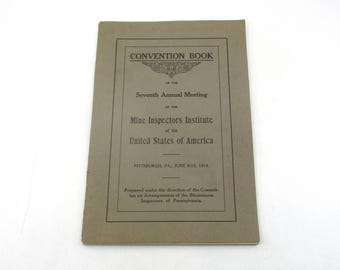 CONVENTION BOOK
OF THE
Seventh Annual Meeting
OF THE
Mine Inspectors Institute
of the
United States of America
PITTSBURGH, PA., JUNE
Prepared under the direction of the Commit-
tee on Arrangements of the Bituminous
Inspectors of Pennsylvania.